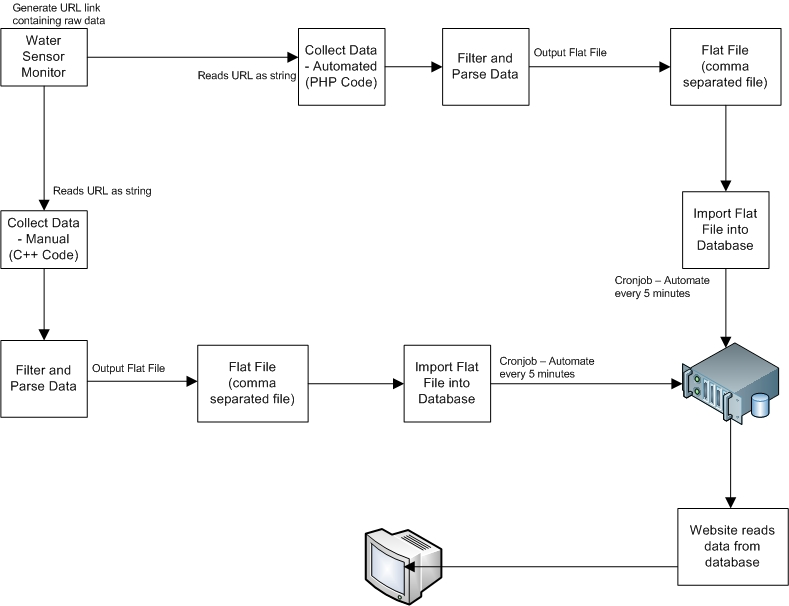 Generate URL link
containing raw data
Water
Sensor
Monitor
Reads URL as string
Collect Data
- Automated
(PHP Code)
Filter and
Parse Data
Output Flat File
Flat File
(comma
separated file)
Import Flat
File into
Database
Cronjob – Automate
every 5 minutes
Reads URL as string
Collect Data
- Manual
(C++ Code)
Filter and
Parse Data
Output Flat File
Flat File
(comma
separated file)
Import Flat
File into
Database
Cronjob – Automate
every 5 minutes
Website reads
data from
database